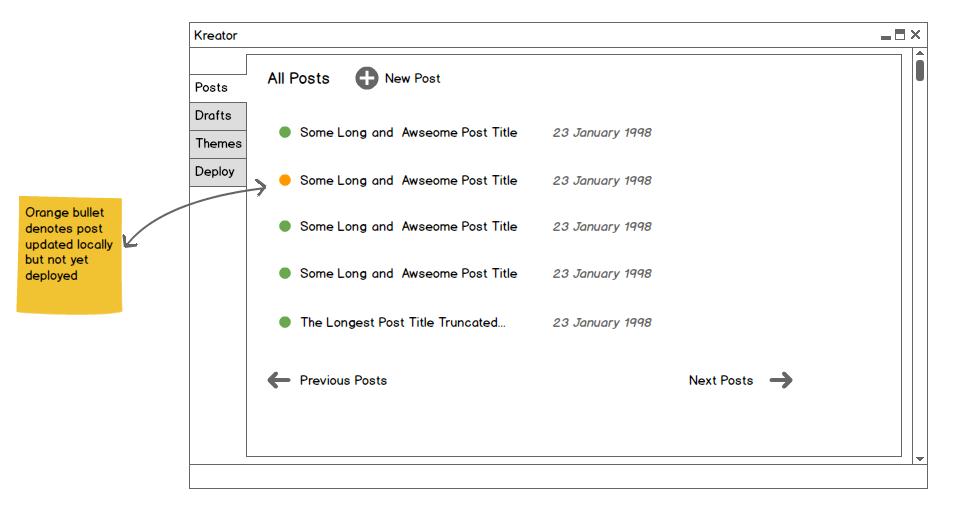 Kreator
All Posts
New Post
Posts
Drafts
Themes
Deploy
Some Long and Awseome Post Title 23 January 1998
Some Long and Awseome Post Title 23 January 1998
Some Long and Awseome Post Title 23 January 1998
Some Long and Awseome Post Title 23 January 1998
The Longest Post Title Truncated... 23 January 1998
Previous Posts
Next Posts
Orange bullet
denotes post
updated locally
but not yet
deployed